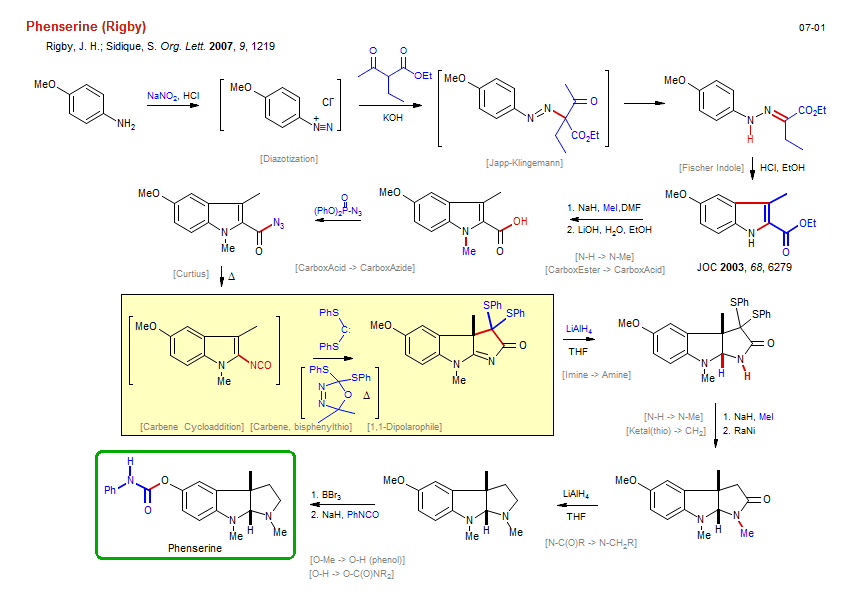 Phenserine (Rigby)
07-01
Rigby, J. H.; Sidique, S. Org. Lett. 2007, 9, 1219
MeO
NH2
NaNO2, HCl
MeO
Cl-
+
N≡N
[Diazotization]
O
O
OEt
KOH
MeO
N=N
O
CO2Et
[Japp-Klingemann]
MeO
N
H
N
CO2Et
[Fischer Indole]
HCl, EtOH
MeO
N
H
OEt
O
JOC 2003, 68, 6279
1. NaH, MeI,DMF
2. LiOH, H2O, EtOH
[N-H -> N-Me]
[CarboxEster -> CarboxAcid]
MeO
OH
N
Me
O
O
(PhO)2P-N3
[CarboxAcid -> CarboxAzide]
MeO
N3
N
Me
O
[Curtius]
Δ
MeO
N
Me
NCO
PhS
C:
PhS
PhS
SPh
N
N
O
Δ
MeO
SPh
SPh
O
N
Me
N
[Carbene Cycloaddition]
[Carbene, bisphenylthio]
[1,1-Dipolarophile]
LiAlH4
THF
[Imine -> Amine]
SPh
SPh
MeO
O
N
Me
H
N
H
[N-H -> N-Me]
[Ketal(thio) -> CH2]
1. NaH, MeI
2. RaNi
MeO
O
N
Me
H
N
Me
LiAlH4
THF
[N-C(O)R -> N-CH2R]
MeO
N
Me
H
N
Me
1. BBr3
2. NaH, PhNCO
[O-Me -> O-H (phenol)]
[O-H -> O-C(O)NR2]
H
N
Ph
O
O
N
Me
H
N
Me
Phenserine